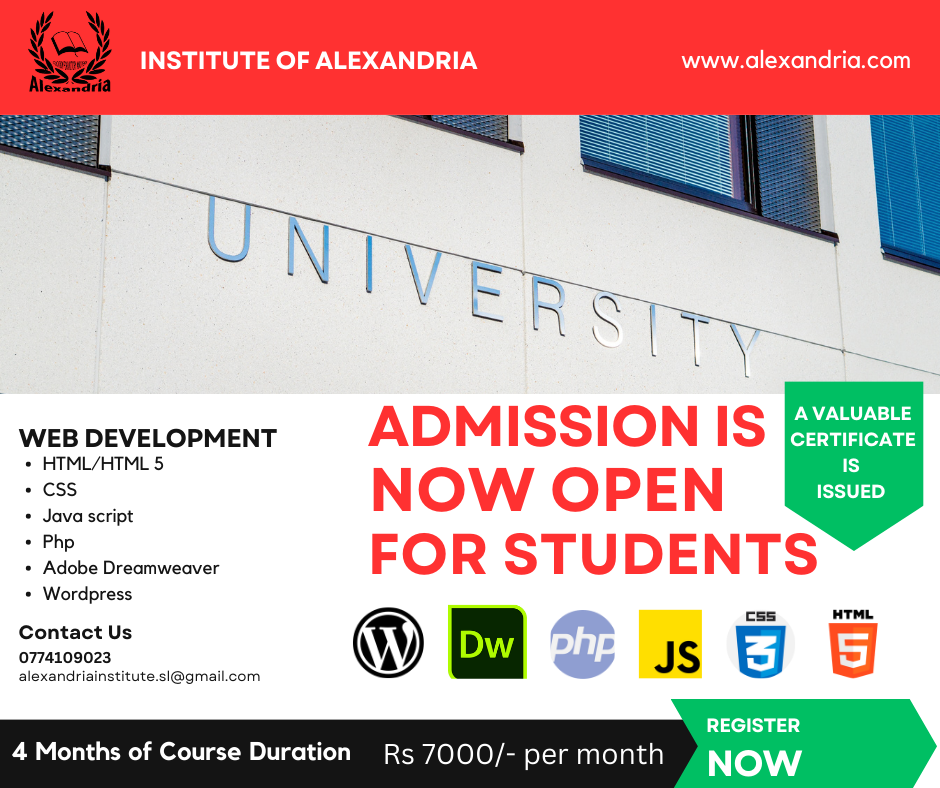 Alexandria
INSTITUTE OF ALEXANDRIA
www.alexandria.com
UNIVERSITY
ADMISSION IS
NOW OPEN
FOR STUDENTS
A VALUABLE
CERTIFICATE
IS
ISSUED
WEB DEVELOPMENT
• HTML/HTML 5
• CSS
• Java script
• Php
• Adobe Dreamweaver
• Wordpress
Contact Us
0774109023
alexandriainstitute.sl@gmail.com
W
Dw
php
JS
CSS
3
HTML
5
4 Months of Course Duration
Rs 7000/- per month
REGISTER
NOW